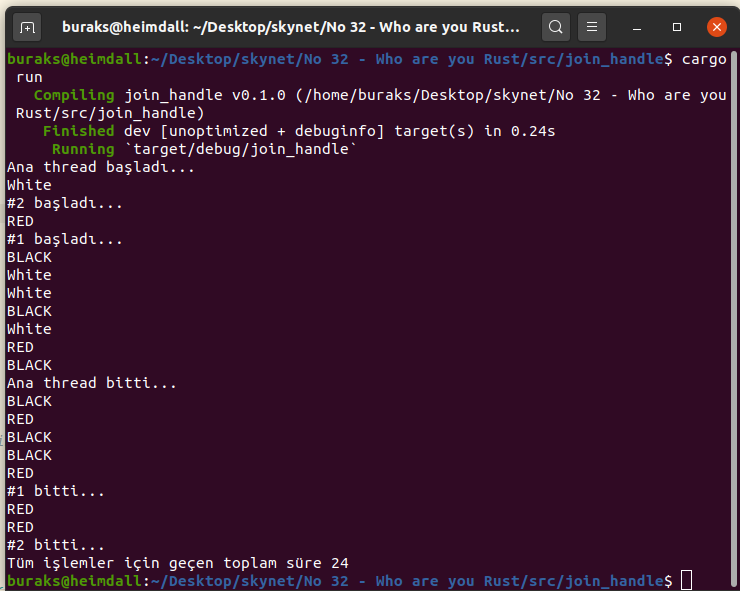 buraks@heimdall: ~/Desktop/skynet/No 32 - Who are you Rust...
buraks@heimdall:~/Desktop/skynet/No 32 - Who are you Rust/src/join_handle$ cargo
run
Compiling join_handle v0.1.0 (/home/buraks/Desktop/skynet/No 32 - Who are you
Rust/src/join_handle)
Finished dev [unoptimized + debuginfo] target(s) in 0.24s
Running `target/debug/join_handle`
Ana thread başladı...
White
#2 başladı...
RED
#1 başladı...
BLACK
White
White
BLACK
White
RED
BLACK
Ana thread bitti...
BLACK
RED
BLACK
BLACK
RED
#1 bitti...
RED
RED
#2 bitti...
Tüm işlemler için geçen toplam süre 24
buraks@heimdall:~/Desktop/skynet/No 32 - Who are you Rust/src/join_handle$